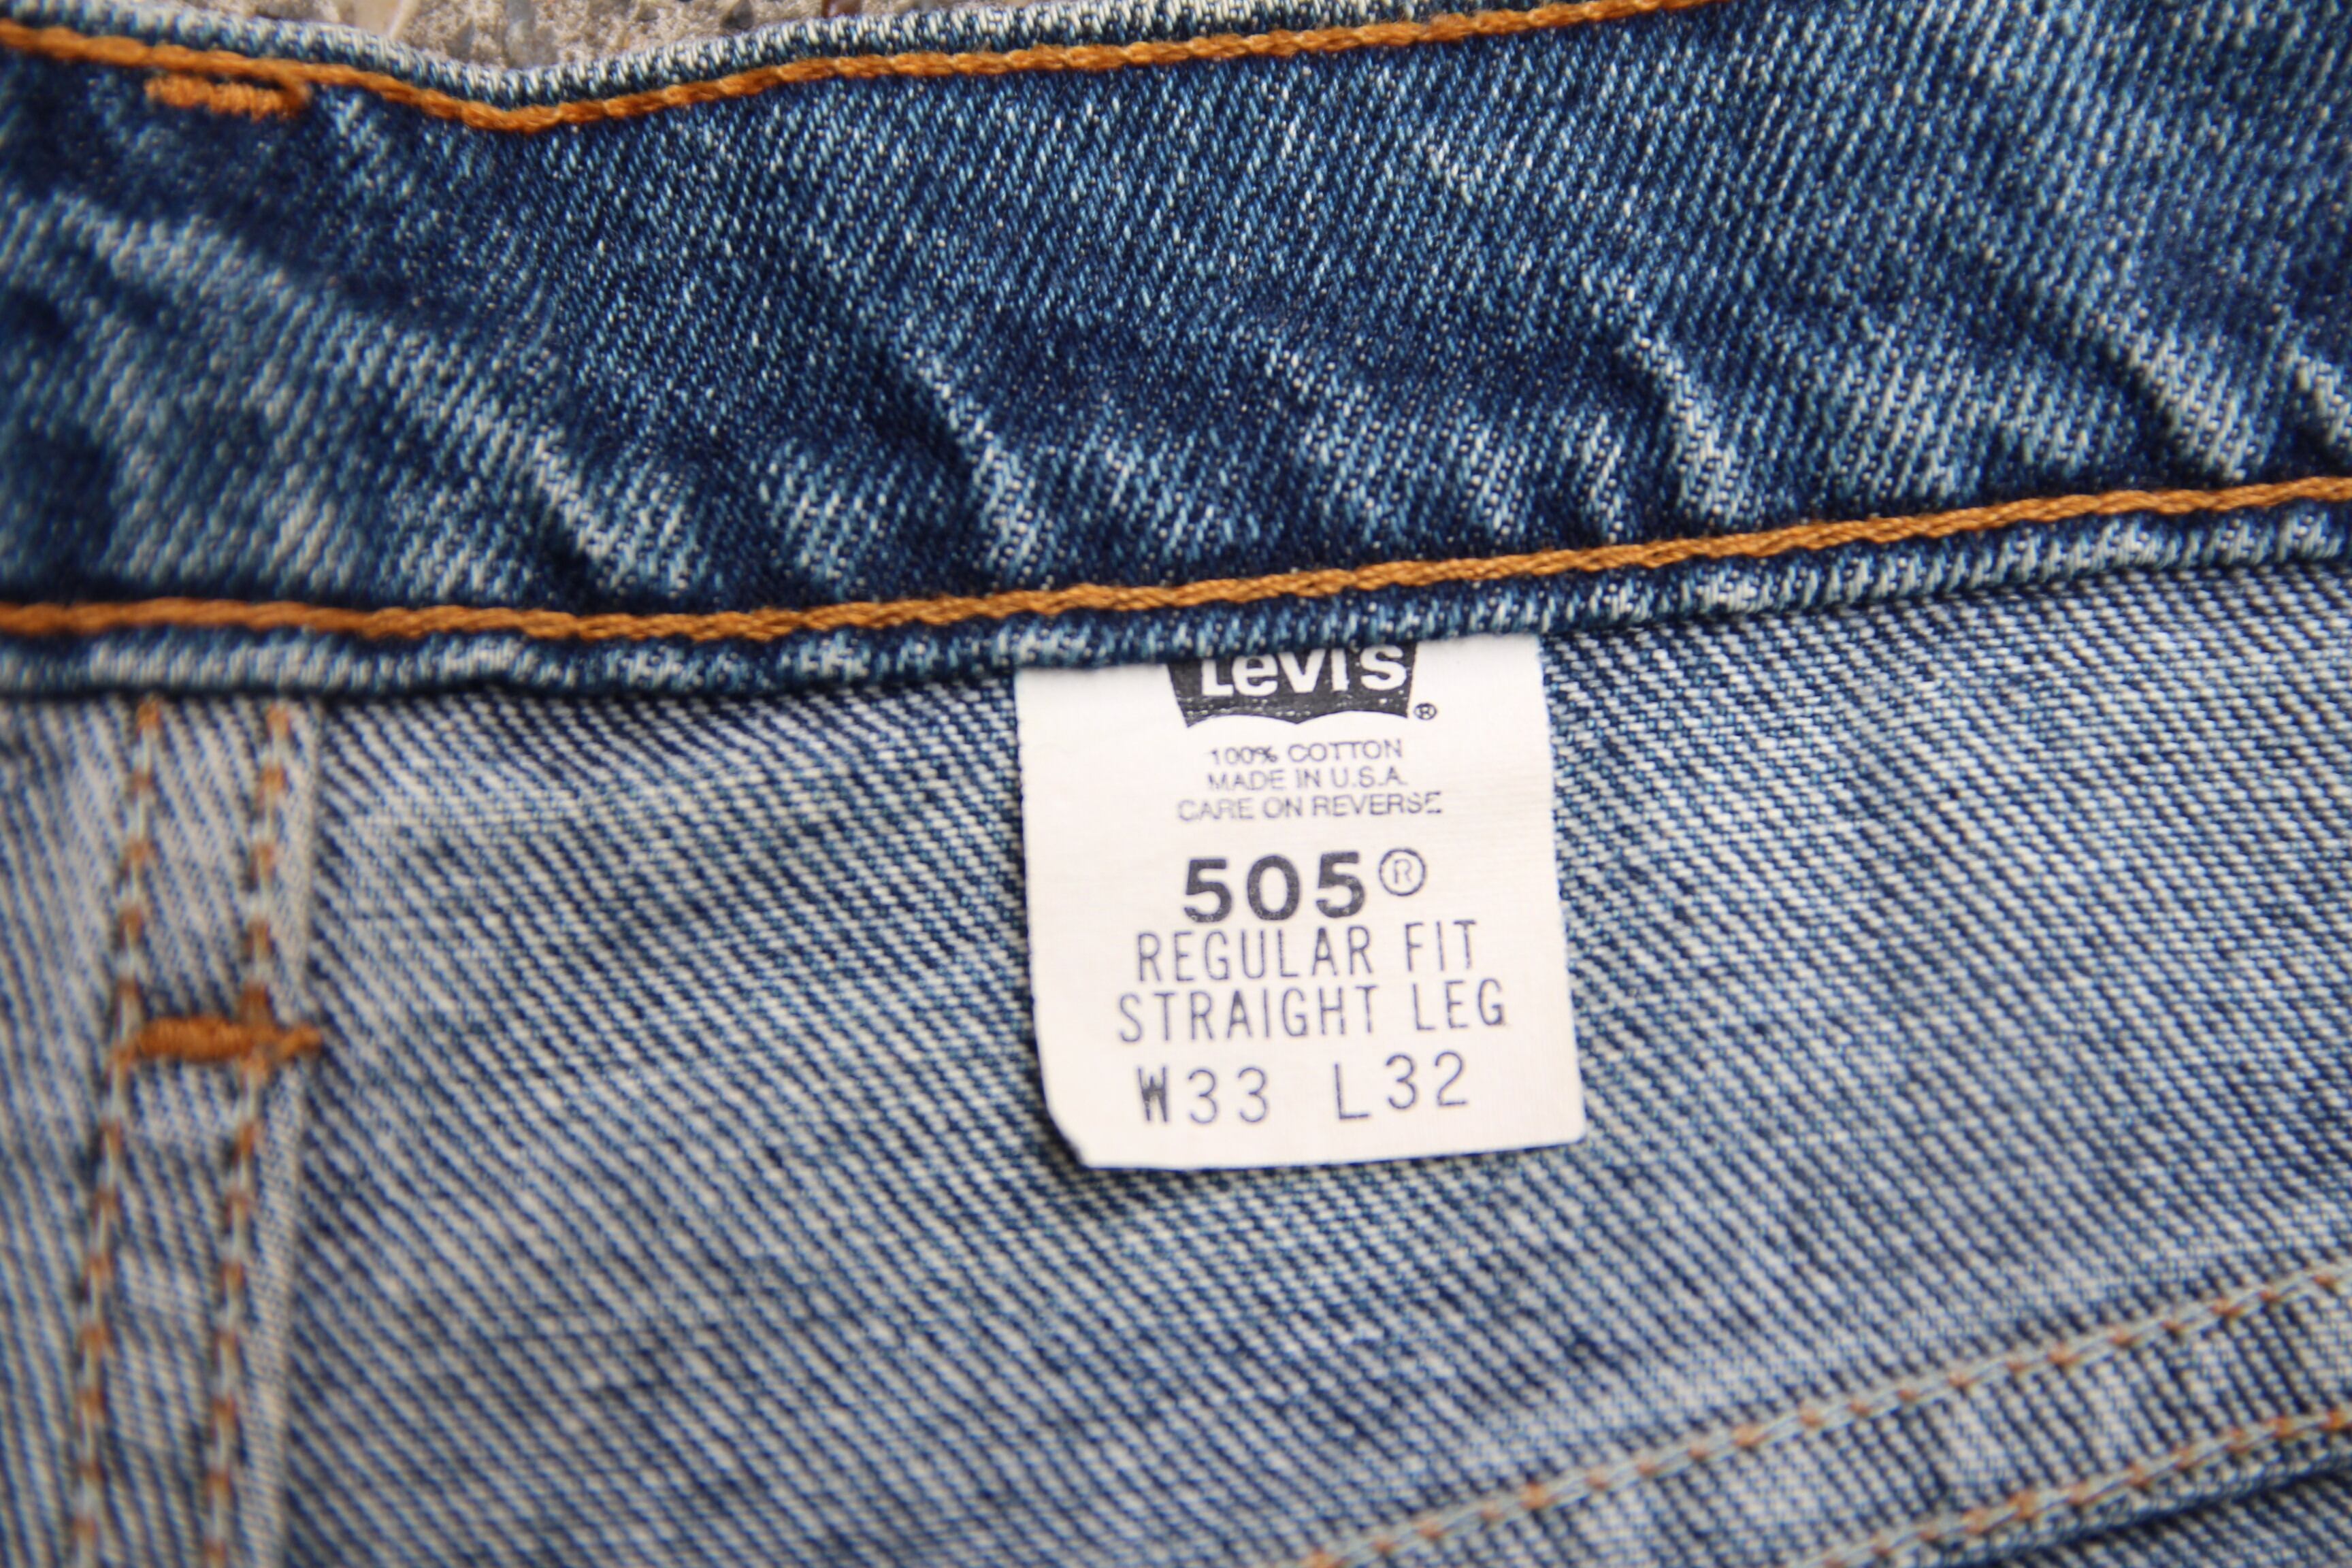 Levi's®
100% COTTON
MADE IN U.S.A.
CARE ON REVERSE
505®
REGULAR FIT
STRAIGHT LEG
W33 L32